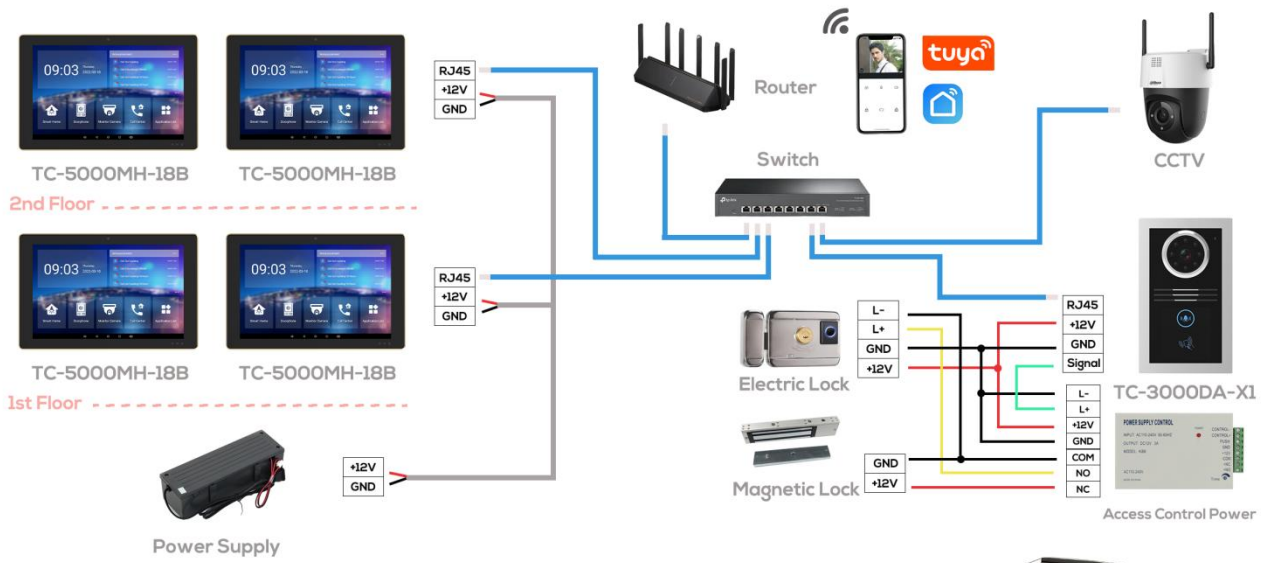 09:03
09:03
TC-5000MH-18B
TC-5000MH-18B
2nd Floor
09:03
09:03
TC-5000MH-18B
TC-5000MH-18B
1st Floor
RJ45
+12V
GND
RJ45
+12V
GND
+12V
GND
Power Supply
Router
tuya
Switch
CCTV
L-
L+
GND
+12V
Electric Lock
GND
+12V
Magnetic Lock
RJ45
+12V
GND
Signal
TC-3000DA-X1
L-
L+
+12V
GND
COM
NO
NC
POWER SUPPLY CONTROL
Access Control Power